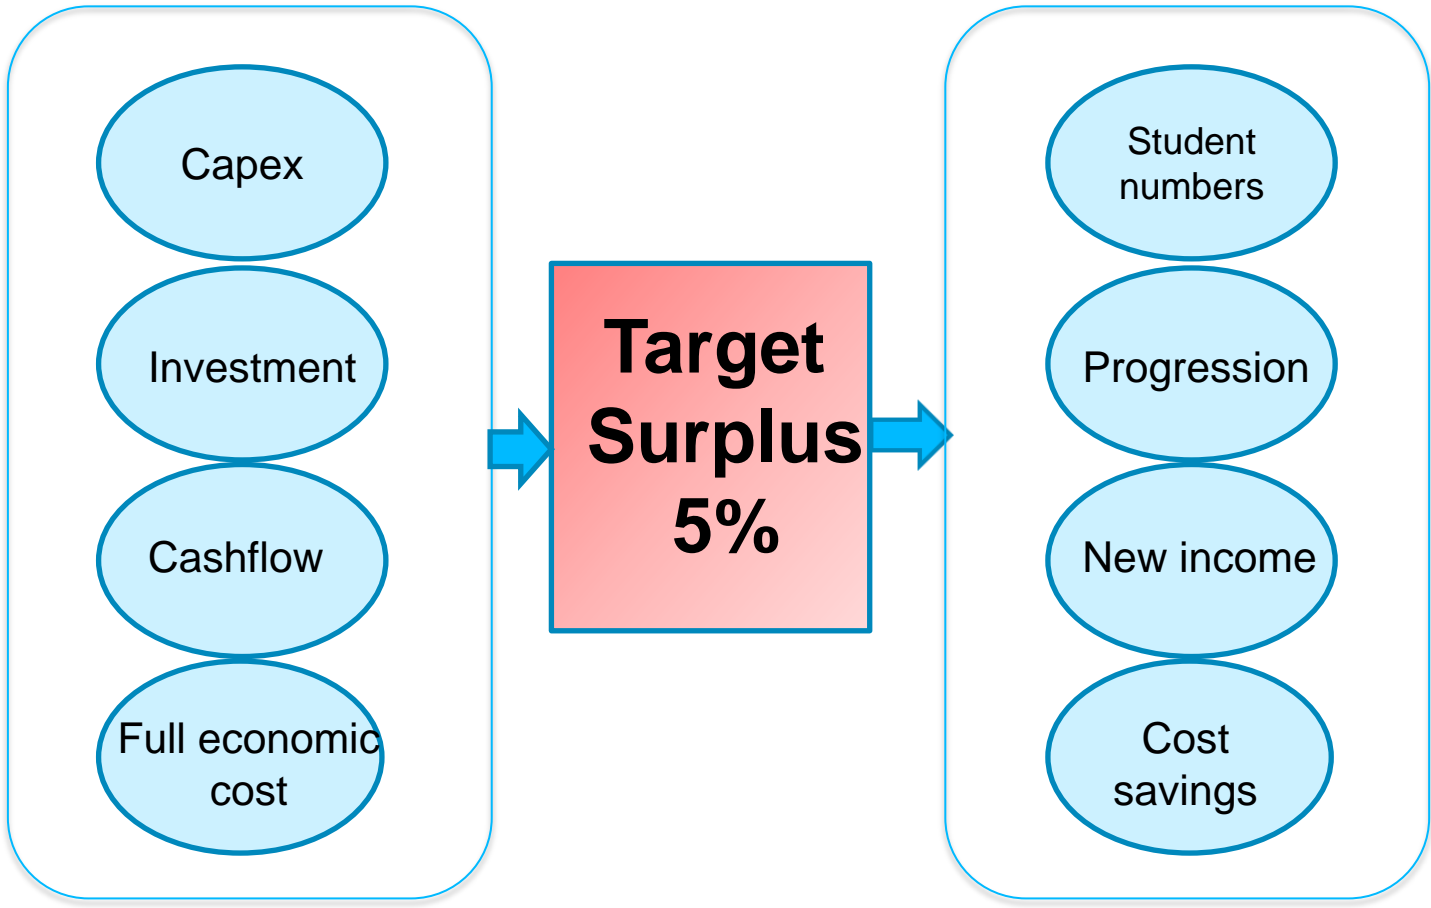 Capex
Investment
Cashflow
Full economic
cost
Target
Surplus
5%
Student
numbers
Progression
New income
Cost
savings